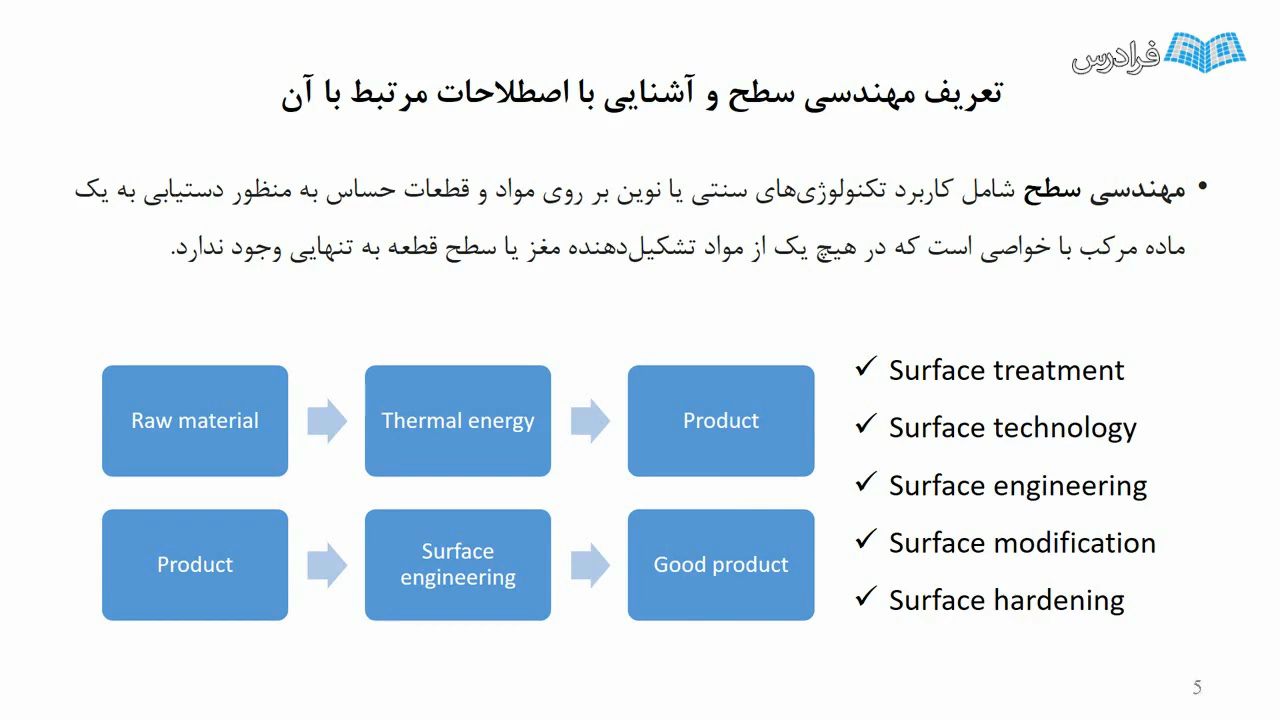 فرادرس
تعریف مهندسی سطح و آشنایی با اصطلاحات مرتبط با آن
• مهندسی سطح شامل کاربرد تکنولوژی‌های سنتی یا نوین بر روی مواد و قطعات حساس به منظور دستیابی به یک
ماده مرکب با خواصی است که در هیچ یک از مواد تشکیل‌دهنده مغز یا سطح قطعه به تنهایی وجود ندارد.
Raw material
Thermal energy
Product
Product
Surface
engineering
Good product
✓ Surface treatment
✓ Surface technology
✓ Surface engineering
✓ Surface modification
✓ Surface hardening
5